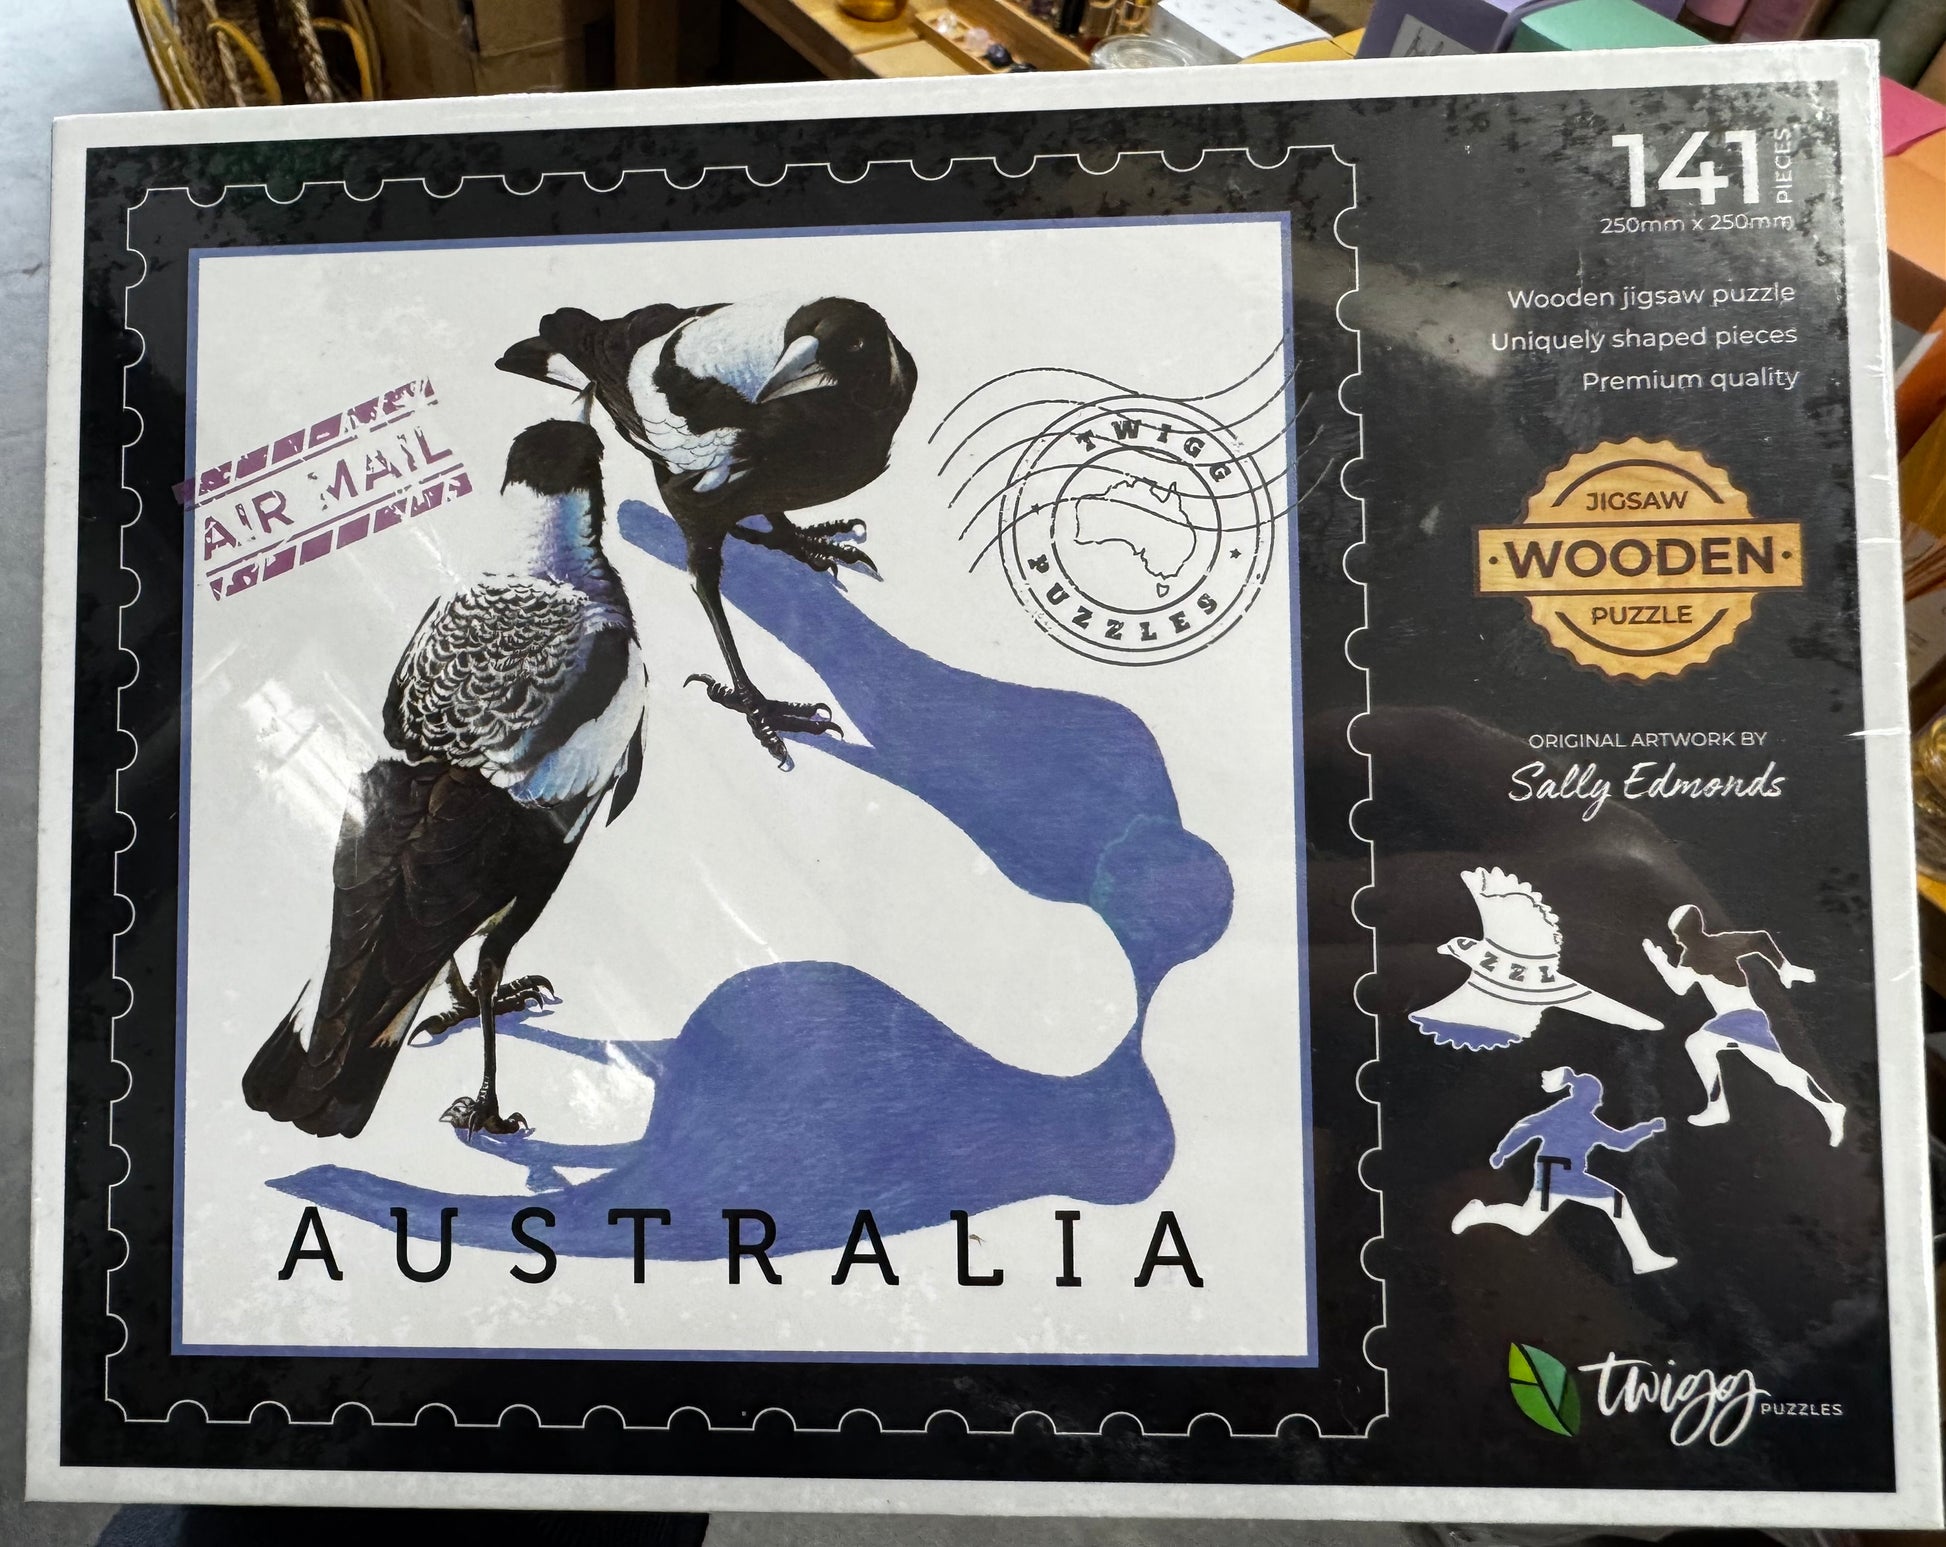 141 PIECES
250mm x 250mm
Wooden jigsaw puzzle
Uniquely shaped pieces
Premium quality
AIR MAIL
TWIGG
PUZZLES
JIGSAW
·WOODEN·
PUZZLE
ORIGINAL ARTWORK BY
Sally Edmonds
UZZL
AUSTRALIA
twigg PUZZLES